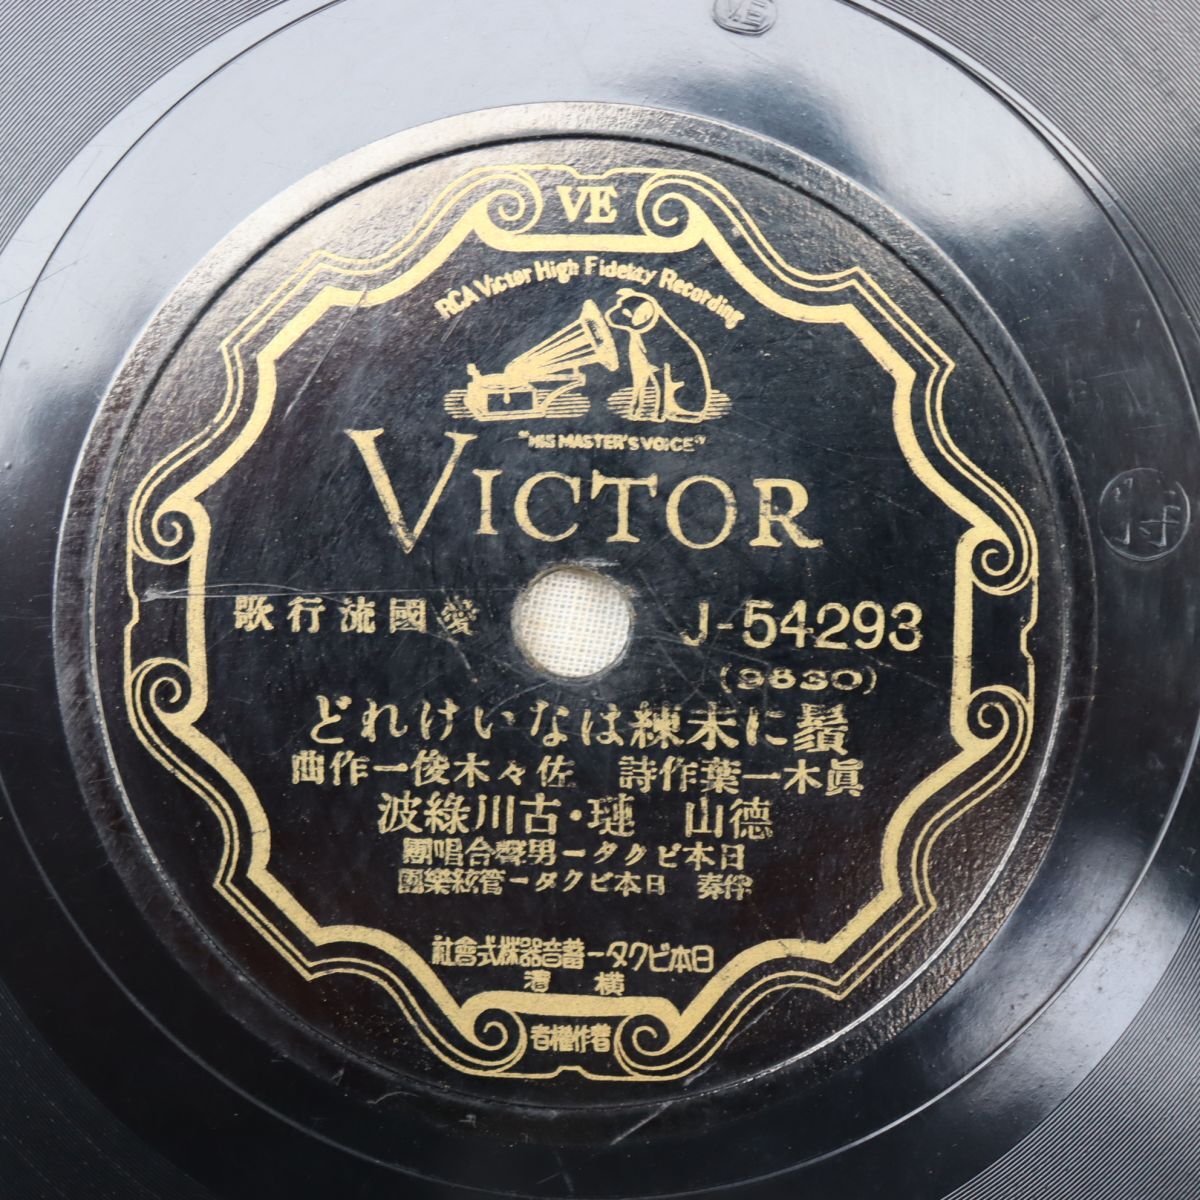 VE
RCA Victor High Fidelity Recording
"HIS MASTER'S VOICE"
VICTOR
愛國流行歌
J-54293
(9830)
鬚に未練はないけれど
眞木一葉作詩 佐々木俊一作曲
徳山 璉・古川綠波
日本ビクター男聲合唱團
伴奏 日本ビクター管絃樂團
日本ビクター蓄音器株式會社
横濱
著作權者
特